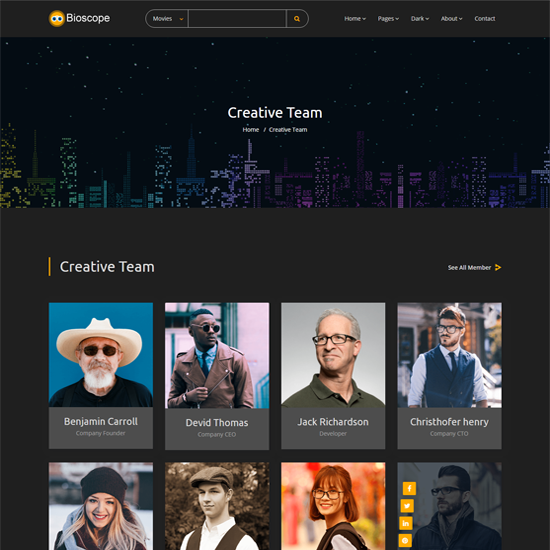 Bioscope
Movies
Home
Pages
Dark
About
Contact
Creative Team
Home / Creative Team
Creative Team
See All Member
Benjamin Carroll
Company Founder
Devid Thomas
Company CEO
Jack Richardson
Developer
Christhofer henry
Company CTO